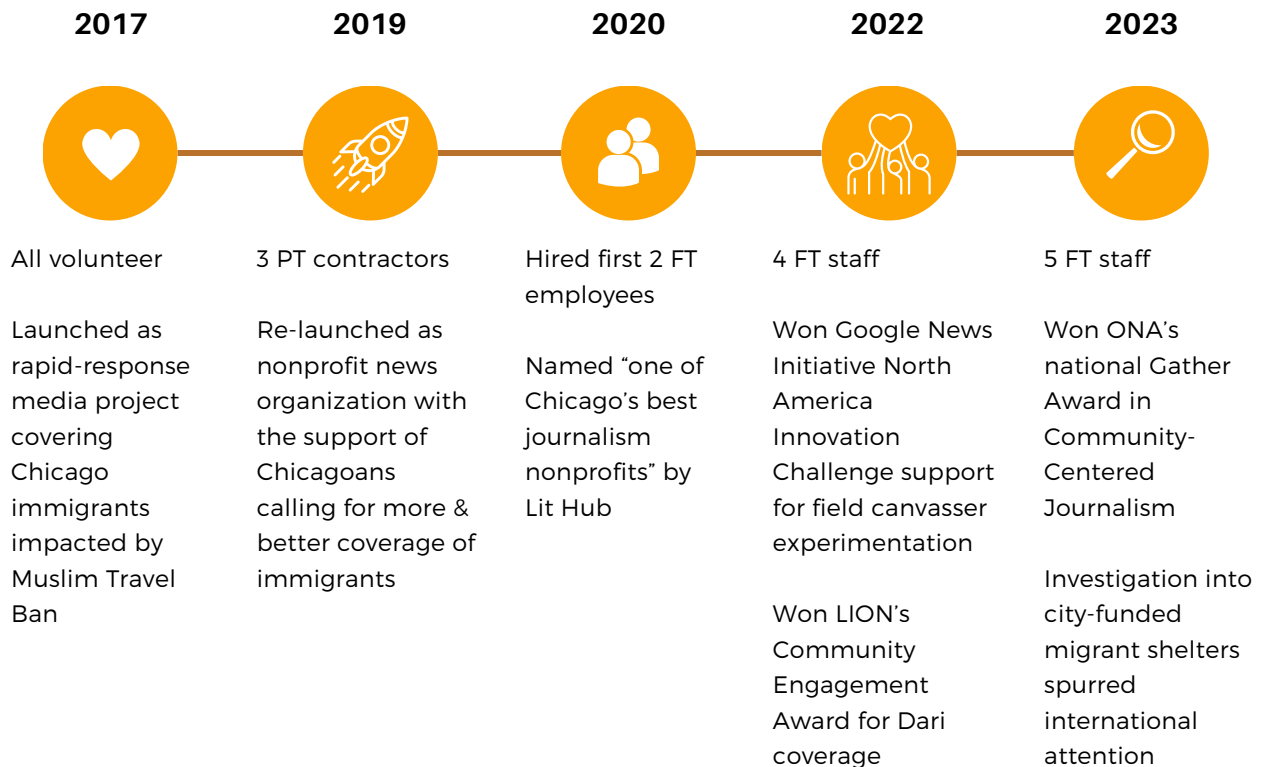 2017
2019
2020
2022
2023
All volunteer
Launched as
rapid-response
media project
covering
Chicago
immigrants
impacted by
Muslim Travel
Ban
3 PT contractors
Re-launched as
nonprofit news
organization with
the support of
Chicagoans
calling for more &
better coverage of
immigrants
Hired first 2 FT
employees
Named “one of
Chicago’s best
journalism
nonprofits” by
Lit Hub
4 FT staff
Won Google News
Initiative North
America
Innovation
Challenge support
for field canvasser
experimentation
Won LION’s
Community
Engagement
Award for Dari
coverage
5 FT staff
Won ONA’s
national Gather
Award in
Community-
Centered
Journalism
Investigation into
city-funded
migrant shelters
spurred
international
attention